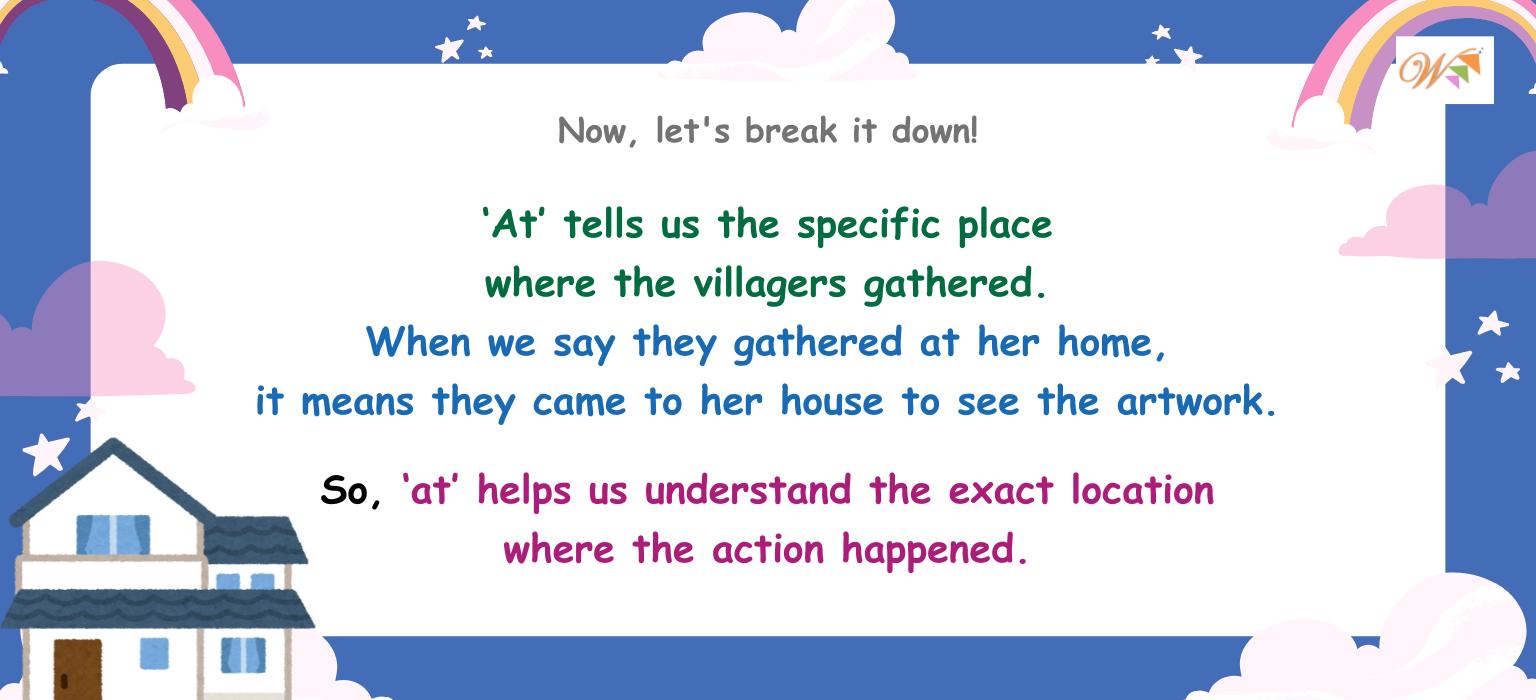 W
Now, let's break it down!
‘At’ tells us the specific place
where the villagers gathered.
When we say they gathered at her home,
it means they came to her house to see the artwork.
So, ‘at’ helps us understand the exact location
where the action happened.